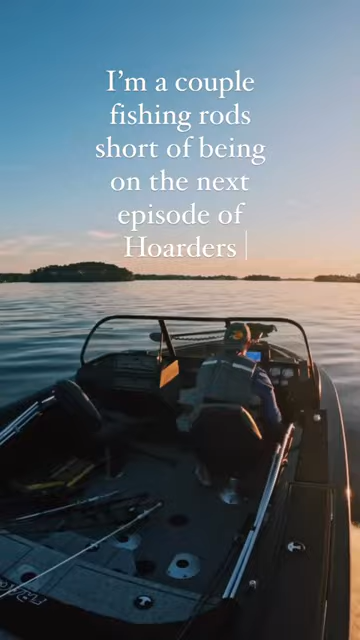 I'm a couple
fishing rods
short of being
on the next
episode of
Hoarders